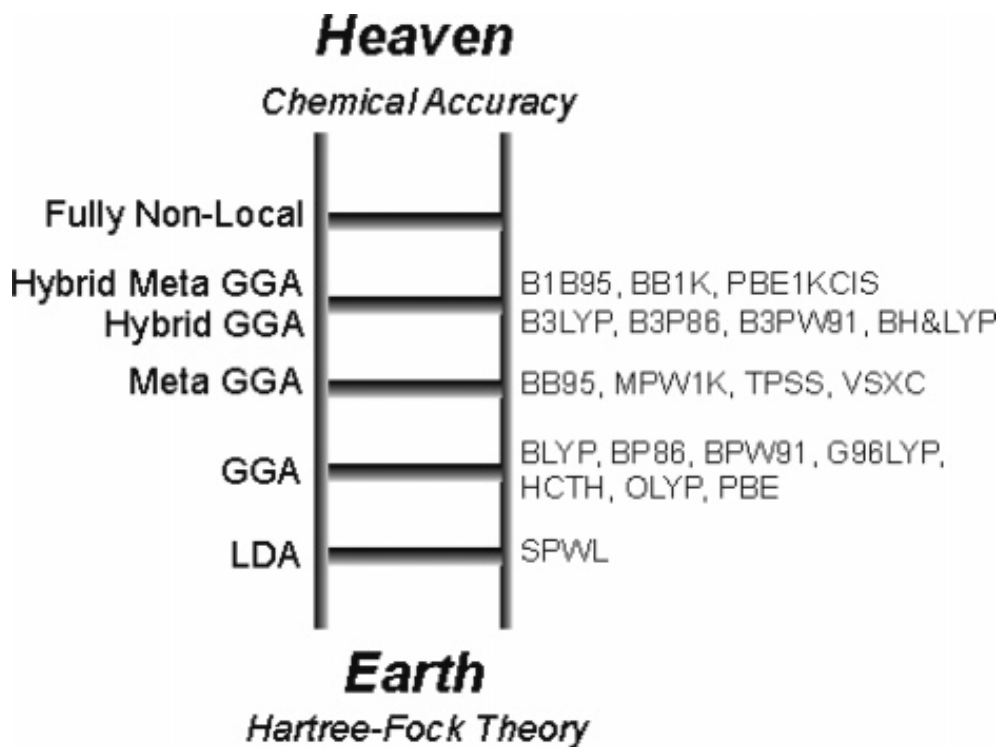 Heaven
Chemical Accuracy
Fully Non-Local
Hybrid Meta GGA B1B95, BB1K, PBE1KCIS
Hybrid GGA B3LYP, B3P86, B3PW91, BH&LYP
Meta GGA BB95, MPW1K, TPSS, VSXC
GGA BLYP, BP86, BPW91, G96LYP,
HCTH, OLYP, PBE
LDA SPWL
Earth
Hartree-Fock Theory